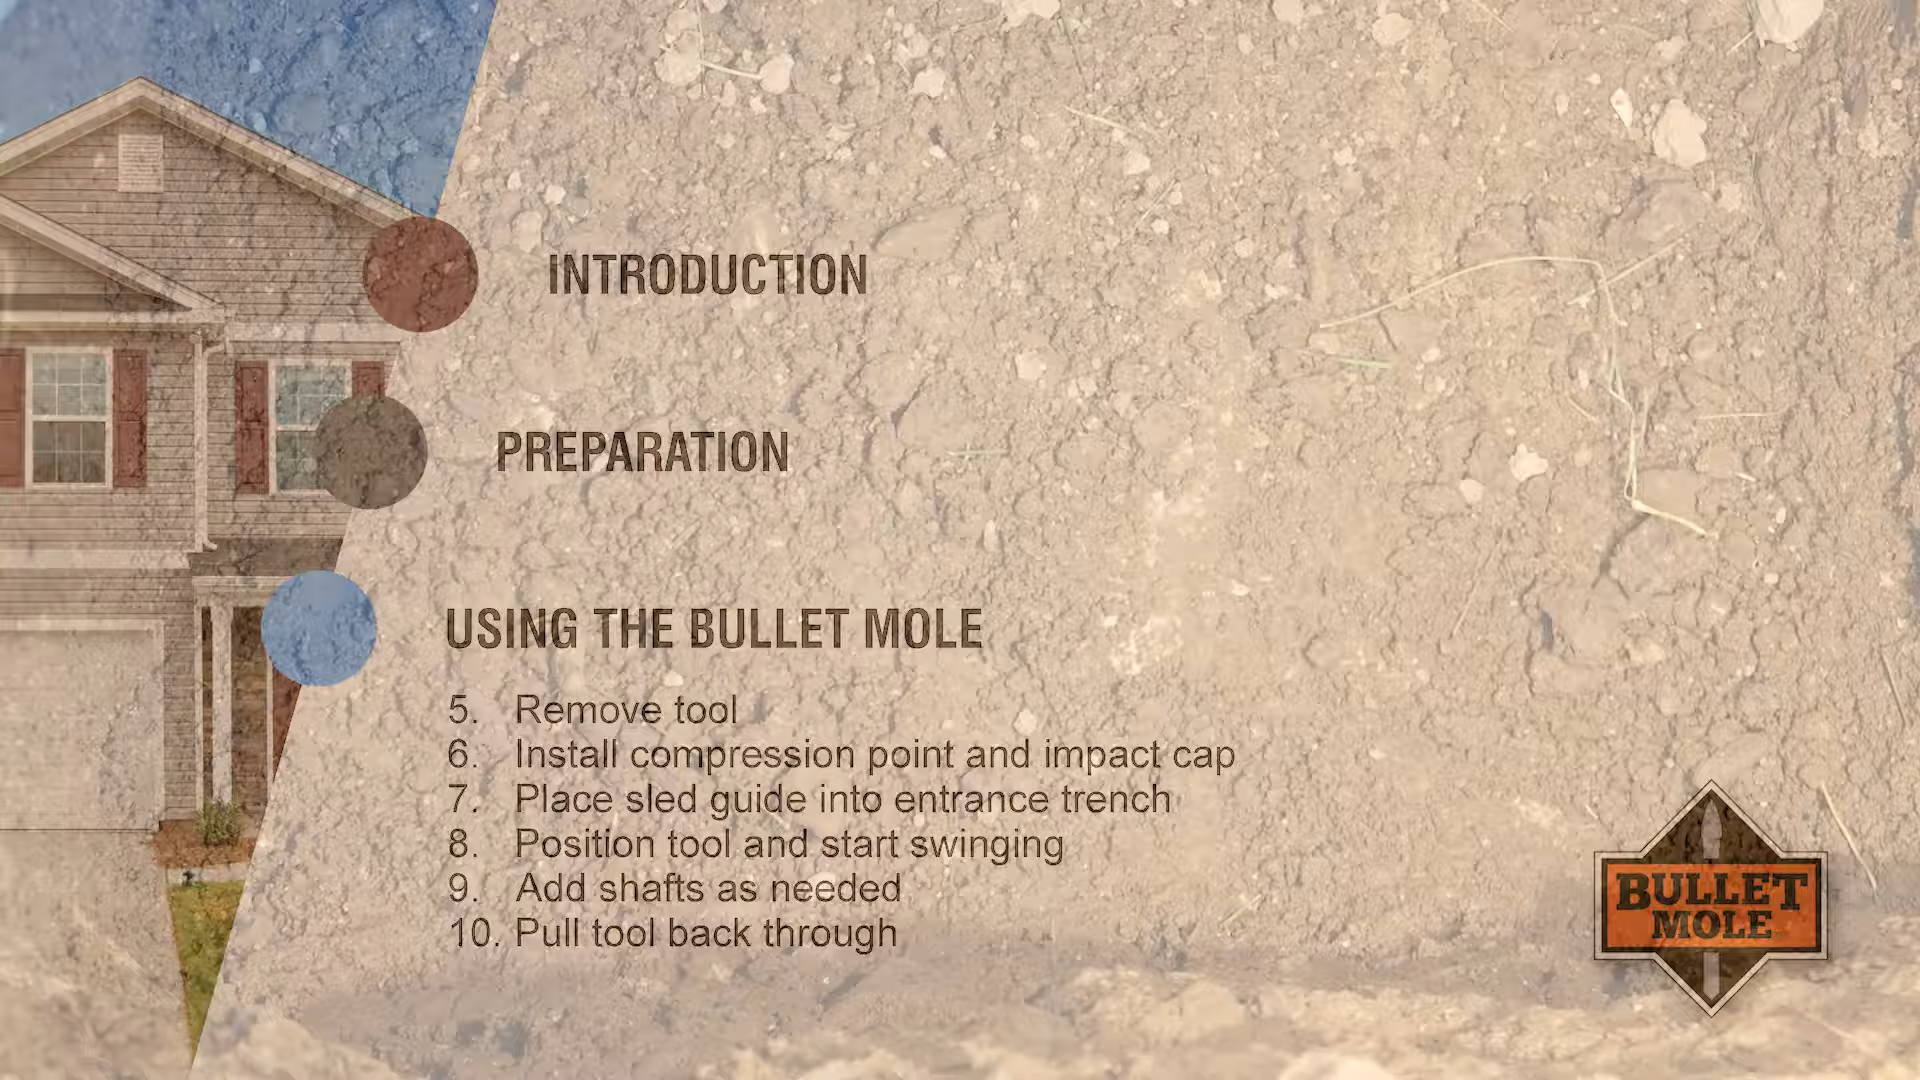 INTRODUCTION
PREPARATION
USING THE BULLET MOLE
5. Remove tool
6. Install compression point and impact cap
7. Place sled guide into entrance trench
8. Position tool and start swinging
9. Add shafts as needed
10. Pull tool back through
BULLET
MOLE